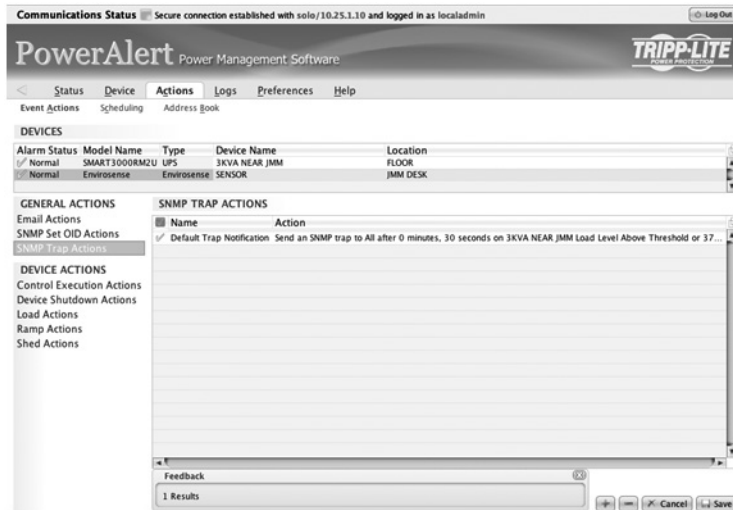 Communications Status Secure connection established with solo/10.25.1.10 and logged in as localadmin Log Out
PowerAlert Power Management Software
TRIPP·LITE
POWER PROTECTION
Status Device Actions Logs Preferences Help
Event Actions Scheduling Address Book
DEVICES
Alarm Status Model Name Type Device Name Location
Normal SMART3000RM2U UPS 3KVA NEAR JMM FLOOR
Normal Envirosense Envirosense SENSOR JMM DESK
GENERAL ACTIONS
Email Actions
SNMP Set OID Actions
SNMP Trap Actions
DEVICE ACTIONS
Control Execution Actions
Device Shutdown Actions
Load Actions
Ramp Actions
Shed Actions
SNMP TRAP ACTIONS
Name Action
Default Trap Notification Send an SNMP trap to All after 0 minutes, 30 seconds on 3KVA NEAR JMM Load Level Above Threshold or 37...
Feedback
1 Results
+ − Cancel Save